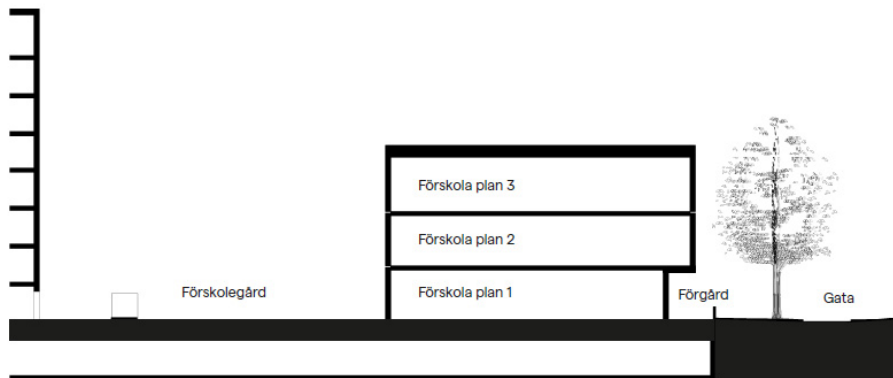 Förskola plan 3
Förskola plan 2
Förskolegård
Förskola plan 1
Förgård
Gata